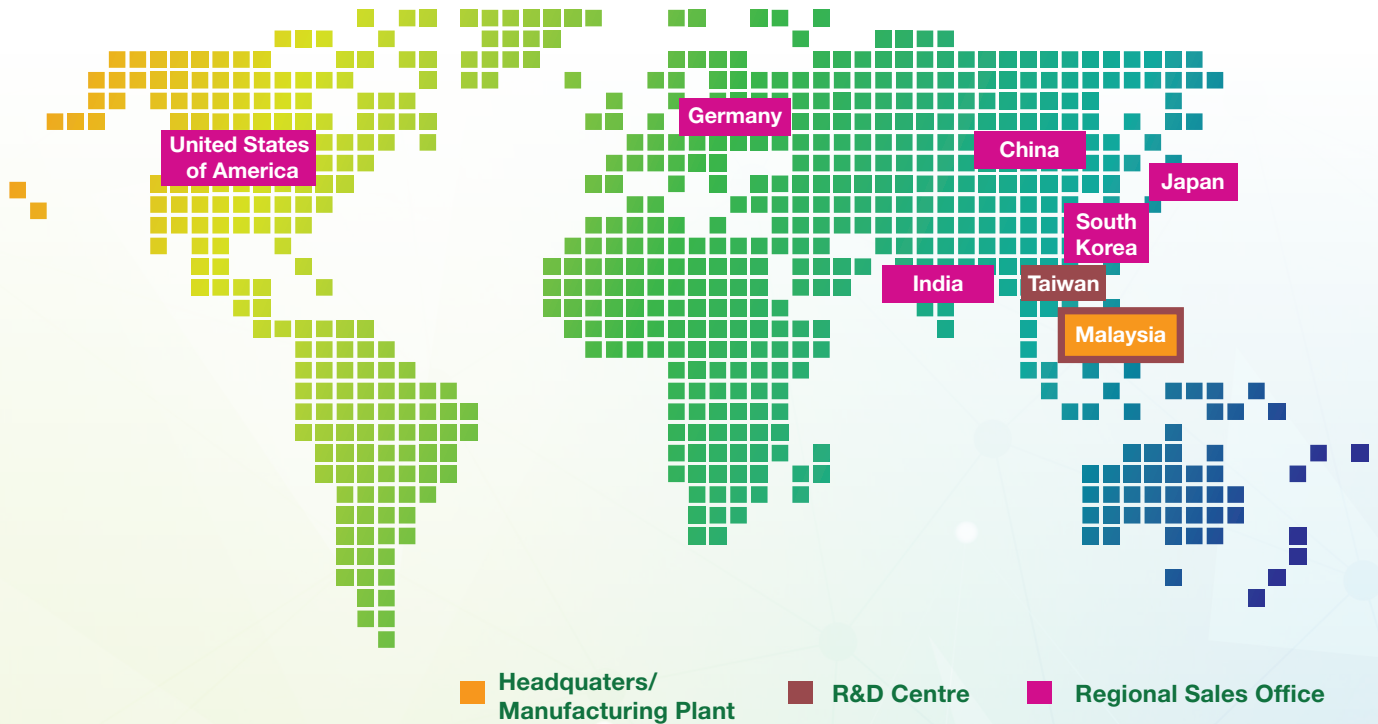 United States
of America
Germany
China
Japan
South
Korea
India
Taiwan
Malaysia
Headquaters/
Manufacturing Plant
R&D Centre
Regional Sales Office